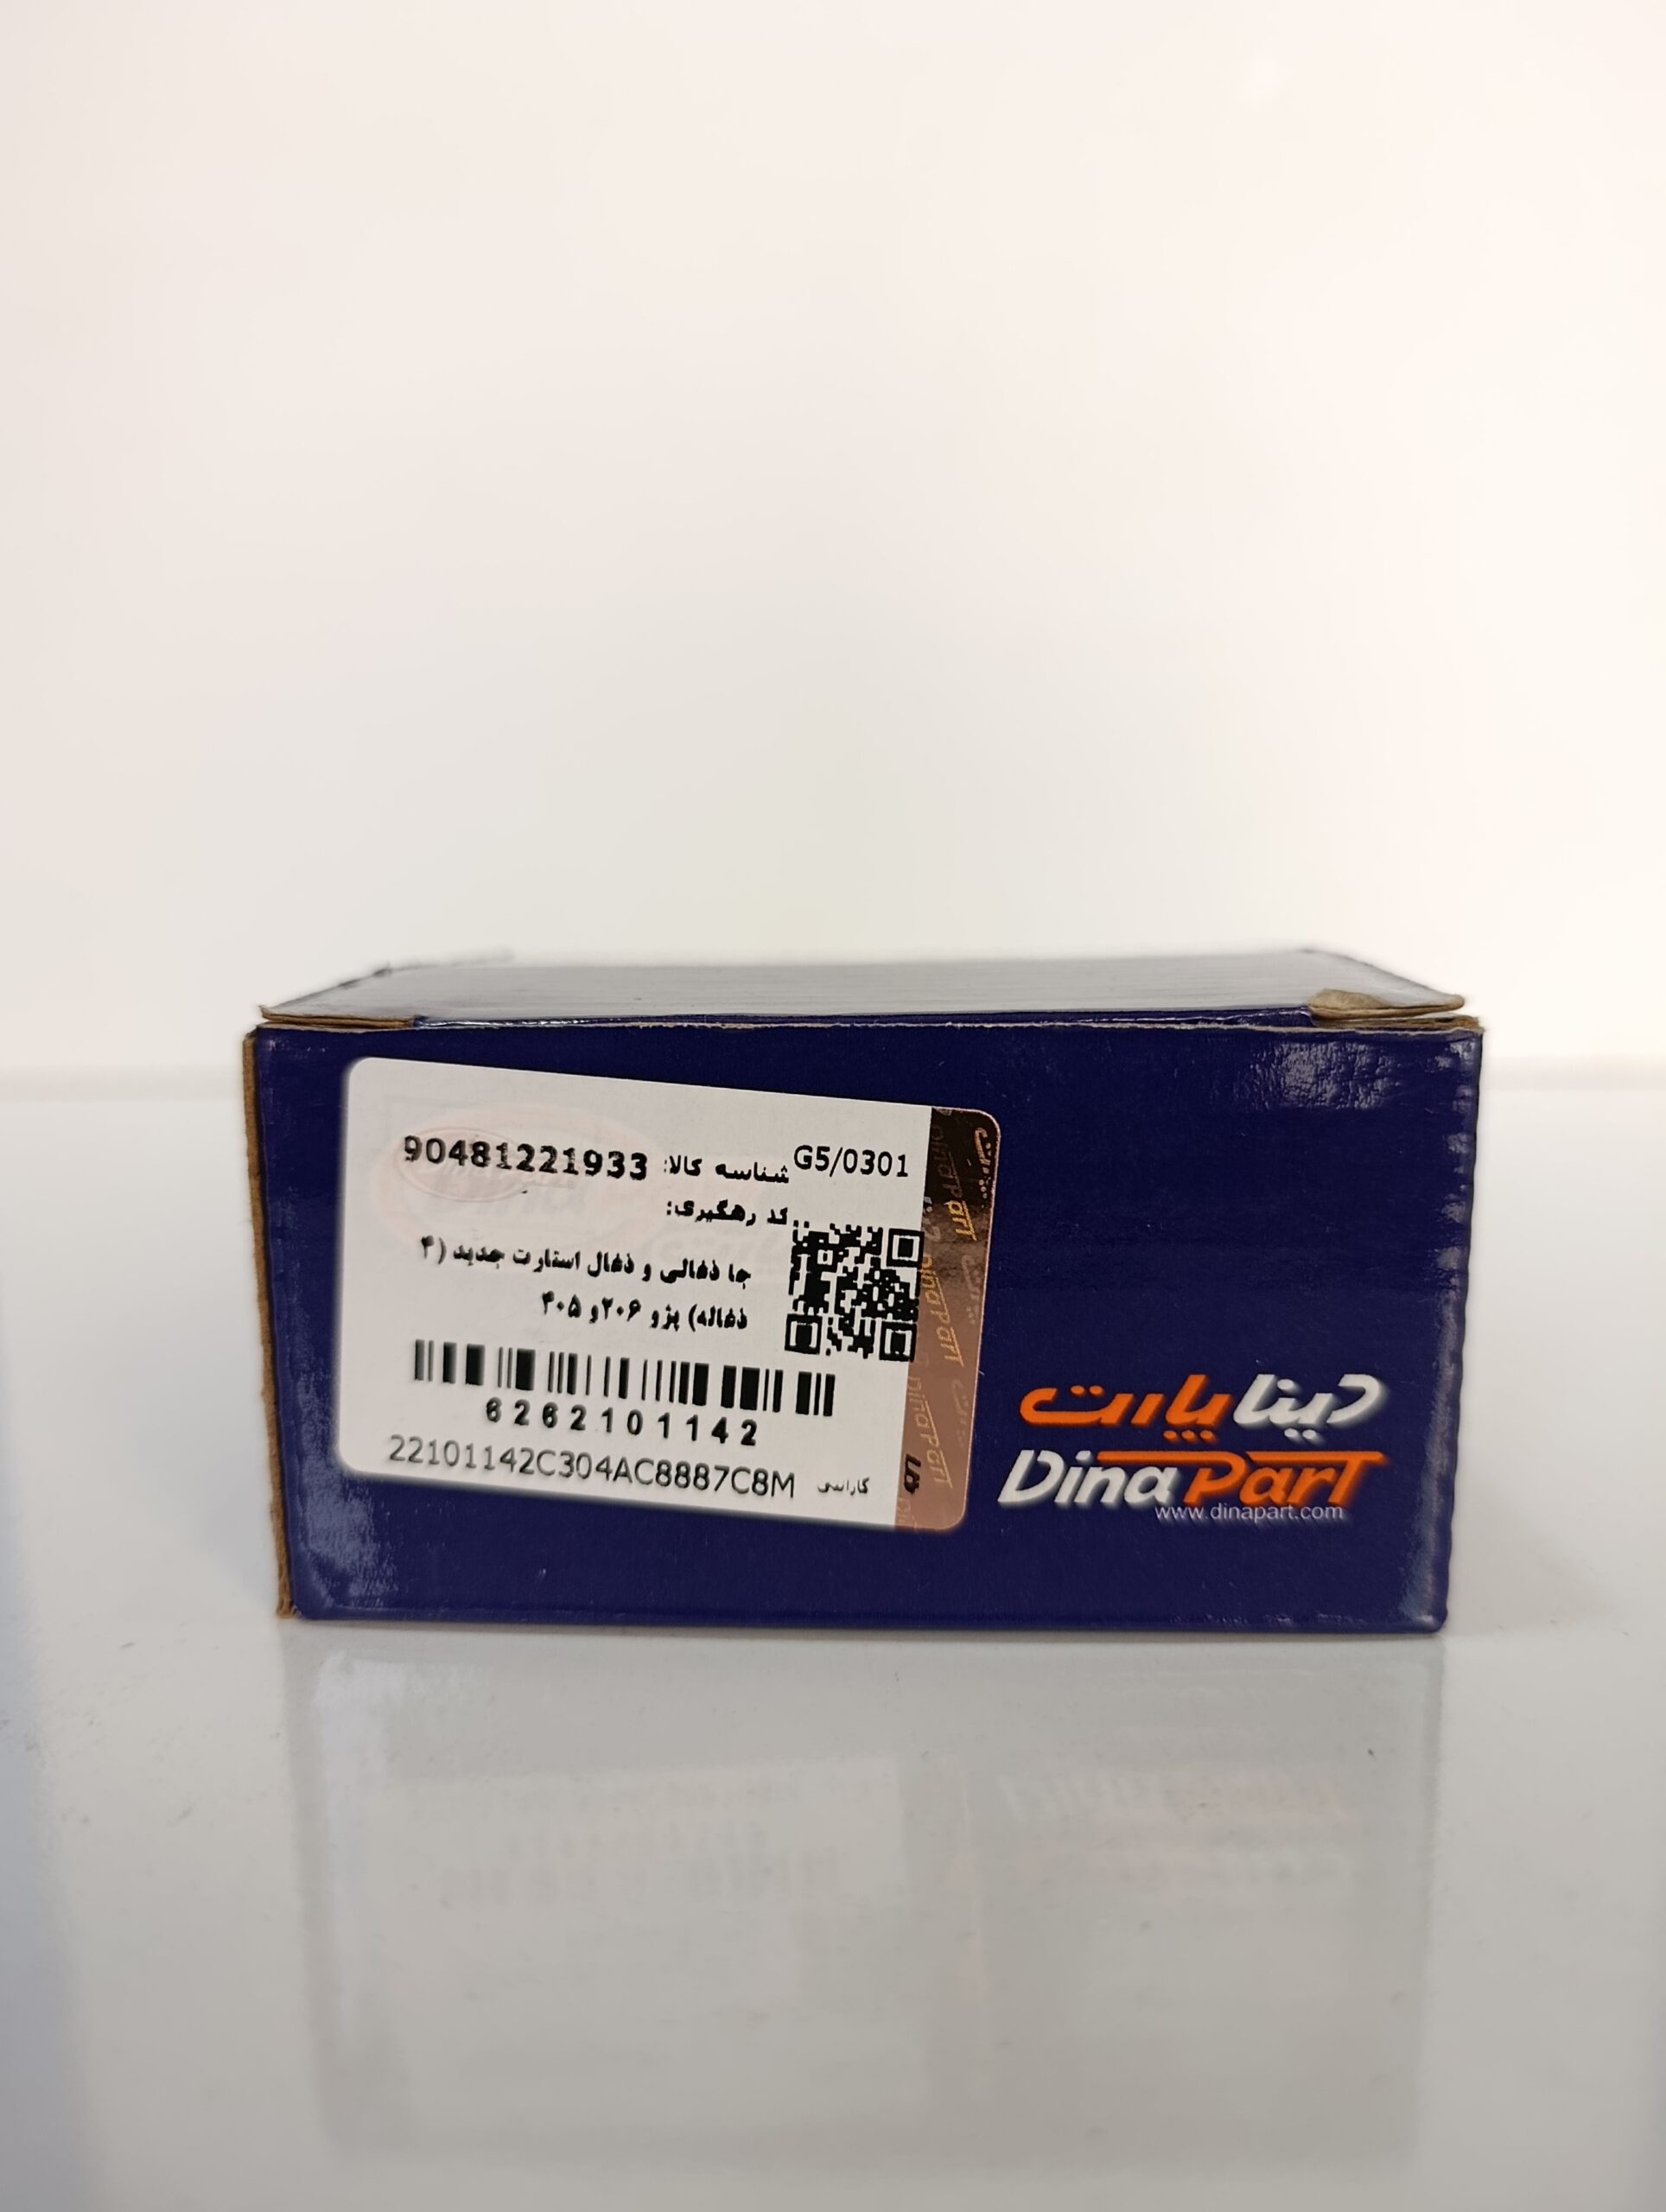 G5/0301
شناسه کالا: 90481221933
کد رهگیری:
جا ذغالی و ذغال استارت جدید (۴
ذغاله) پژو ۲۰۶و ۴۰۵
6262101142
22101142C304AC8887C8M
دیناپارت
DinaPart
www.dinapart.com